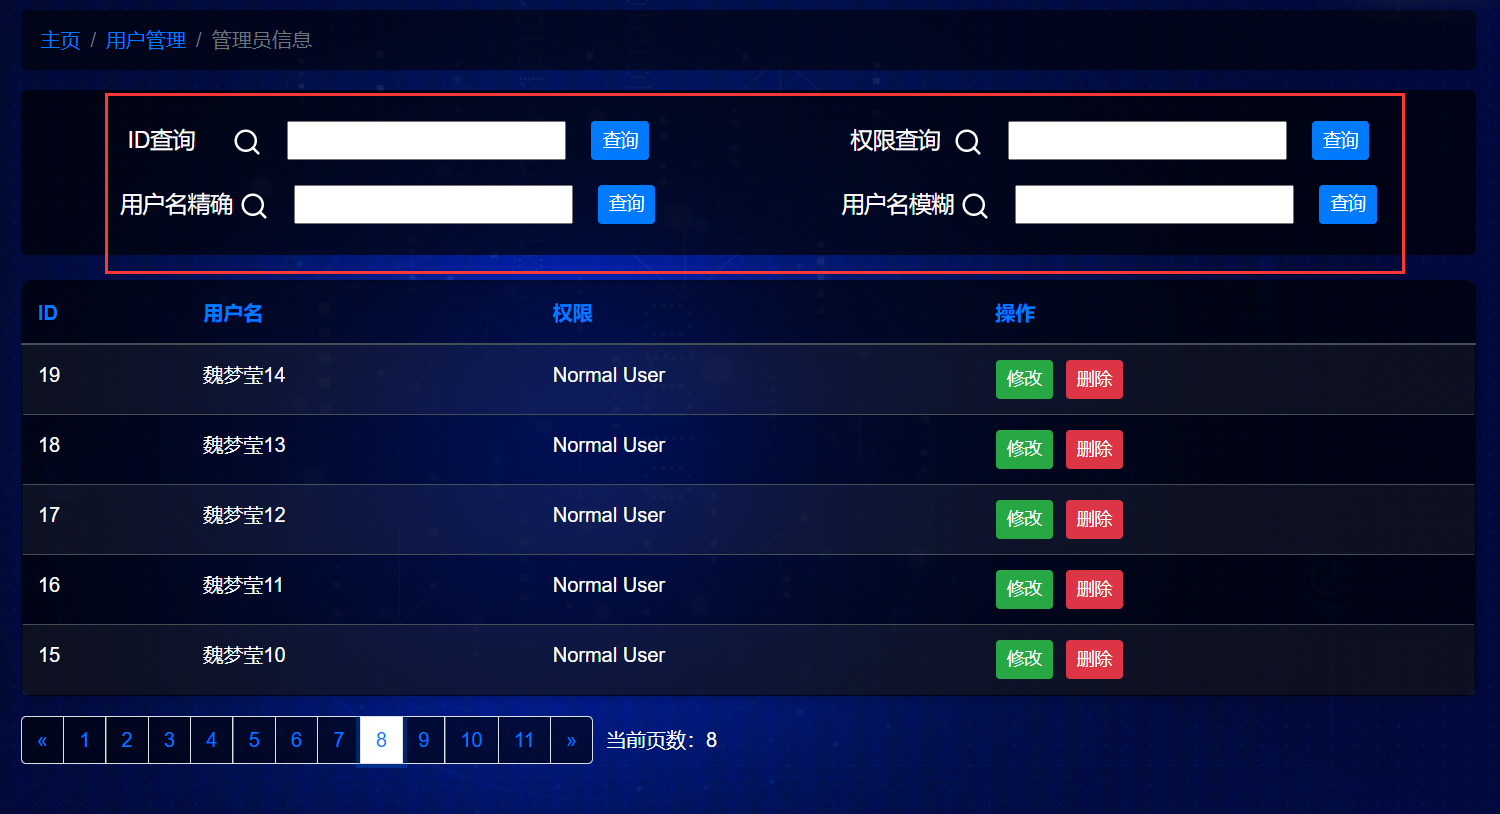 主页 / 用户管理 / 管理员信息
ID查询 查询 权限查询 查询
用户名精确 查询 用户名模糊 查询
ID 用户名 权限 操作
19 魏梦莹14 Normal User 修改 删除
18 魏梦莹13 Normal User 修改 删除
17 魏梦莹12 Normal User 修改 删除
16 魏梦莹11 Normal User 修改 删除
15 魏梦莹10 Normal User 修改 删除
« 1 2 3 4 5 6 7 8 9 10 11 » 当前页数：8